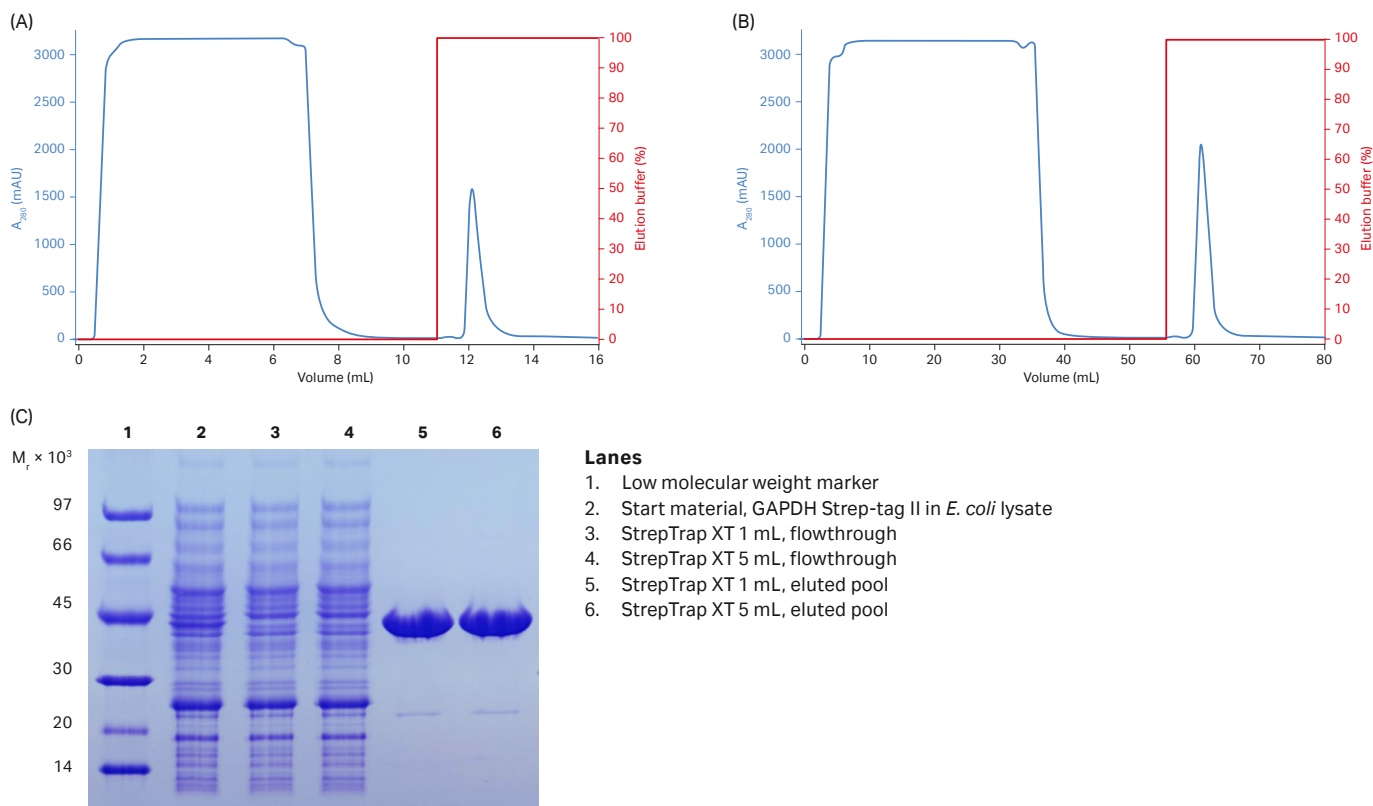 (A)
3000
2500
2000
1500
1000
500
0
A280 (mAU)
100
90
80
70
60
50
40
30
20
10
0
Elution buffer (%)
0 2 4 6 8 10 12 14 16
Volume (mL)
(B)
3000
2500
2000
1500
1000
500
0
A280 (mAU)
100
90
80
70
60
50
40
30
20
10
0
Elution buffer (%)
0 10 20 30 40 50 60 70 80
Volume (mL)
(C)
1 2 3 4 5 6
Mr × 10³
97
66
45
30
20
14
Lanes
1. Low molecular weight marker
2. Start material, GAPDH Strep-tag II in E. coli lysate
3. StrepTrap XT 1 mL, flowthrough
4. StrepTrap XT 5 mL, flowthrough
5. StrepTrap XT 1 mL, eluted pool
6. StrepTrap XT 5 mL, eluted pool